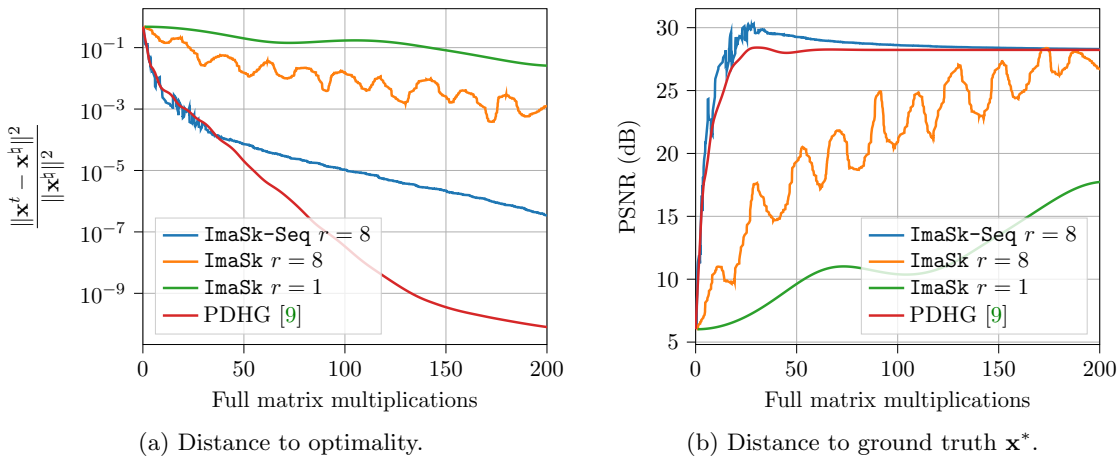 ‖x^t − x^♮‖²
‖x^♮‖²
10⁻¹
10⁻³
10⁻⁵
10⁻⁷
10⁻⁹
ImaSk-Seq r = 8
ImaSk r = 8
ImaSk r = 1
PDHG [9]
0 50 100 150 200
Full matrix multiplications
(a) Distance to optimality.
PSNR (dB)
30
25
20
15
10
5
ImaSk-Seq r = 8
ImaSk r = 8
ImaSk r = 1
PDHG [9]
0 50 100 150 200
Full matrix multiplications
(b) Distance to ground truth x*.